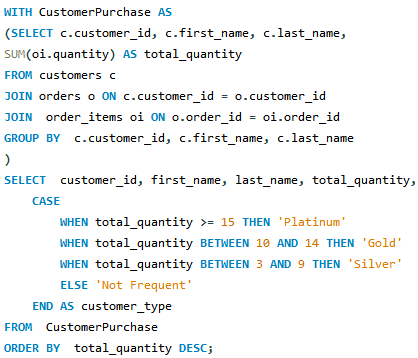 WITH CustomerPurchase AS
(SELECT c.customer_id, c.first_name, c.last_name,
SUM(oi.quantity) AS total_quantity
FROM customers c
JOIN orders o ON c.customer_id = o.customer_id
JOIN  order_items oi ON o.order_id = oi.order_id
GROUP BY  c.customer_id, c.first_name, c.last_name
)
SELECT  customer_id, first_name, last_name, total_quantity,
    CASE
        WHEN total_quantity >= 15 THEN 'Platinum'
        WHEN total_quantity BETWEEN 10 AND 14 THEN 'Gold'
        WHEN total_quantity BETWEEN 3 AND 9 THEN 'Silver'
        ELSE 'Not Frequent'
    END AS customer_type
FROM  CustomerPurchase
ORDER BY  total_quantity DESC;